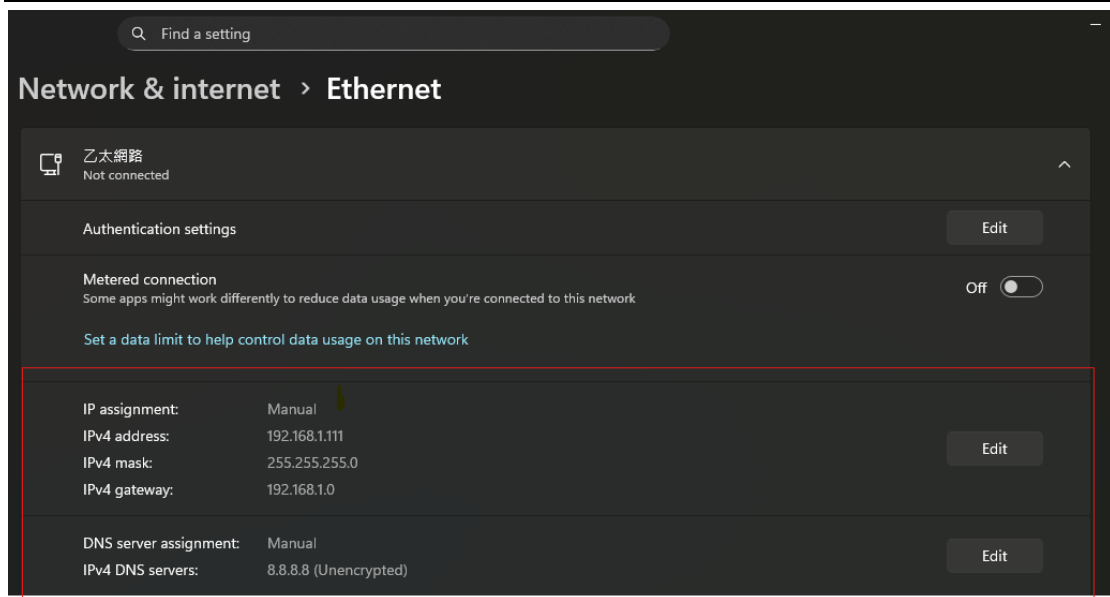 Find a setting
Network & internet > Ethernet
乙太網路
Not connected
Authentication settings
Edit
Metered connection
Some apps might work differently to reduce data usage when you're connected to this network
Off
Set a data limit to help control data usage on this network
IP assignment: Manual
IPv4 address: 192.168.1.111
IPv4 mask: 255.255.255.0
IPv4 gateway: 192.168.1.0
Edit
DNS server assignment: Manual
IPv4 DNS servers: 8.8.8.8 (Unencrypted)
Edit